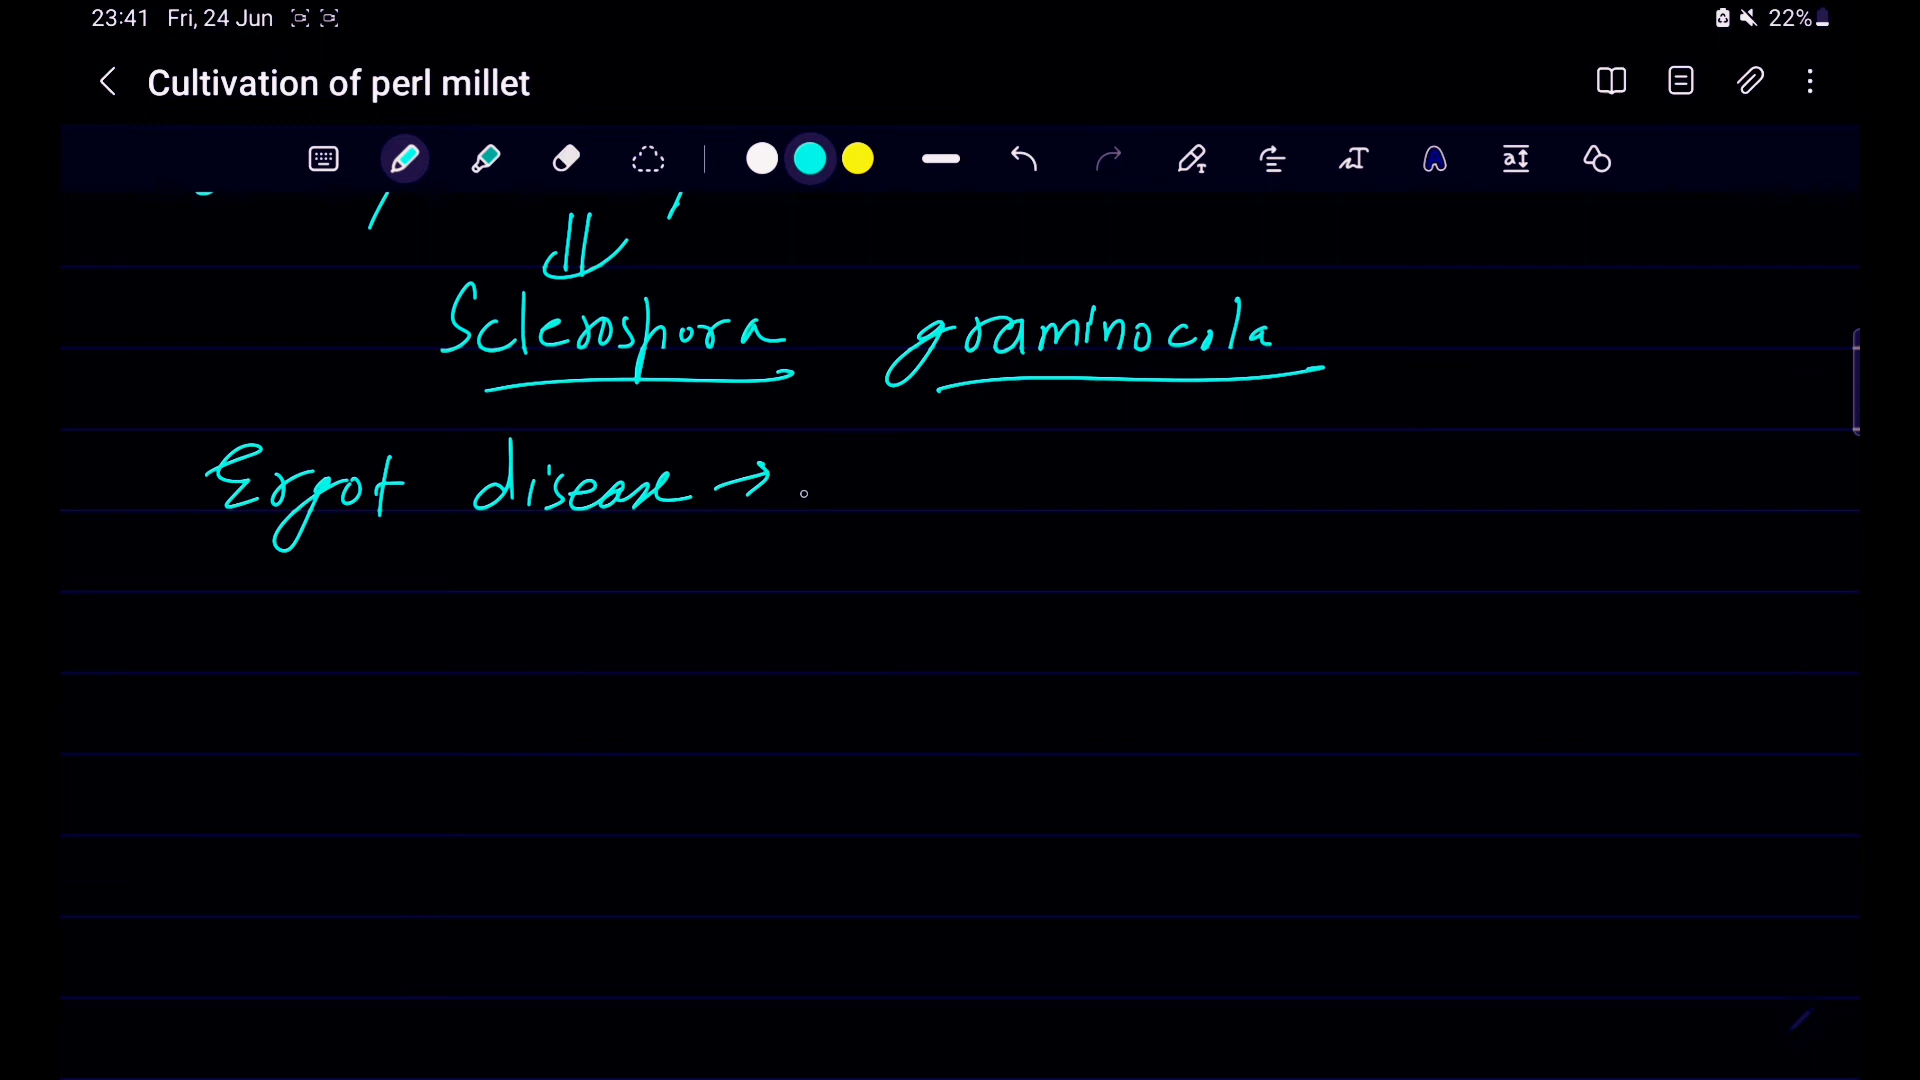 23:41 Fri, 24 Jun 22%
Cultivation of perl millet
Sclerospora graminocola
Ergot disease →